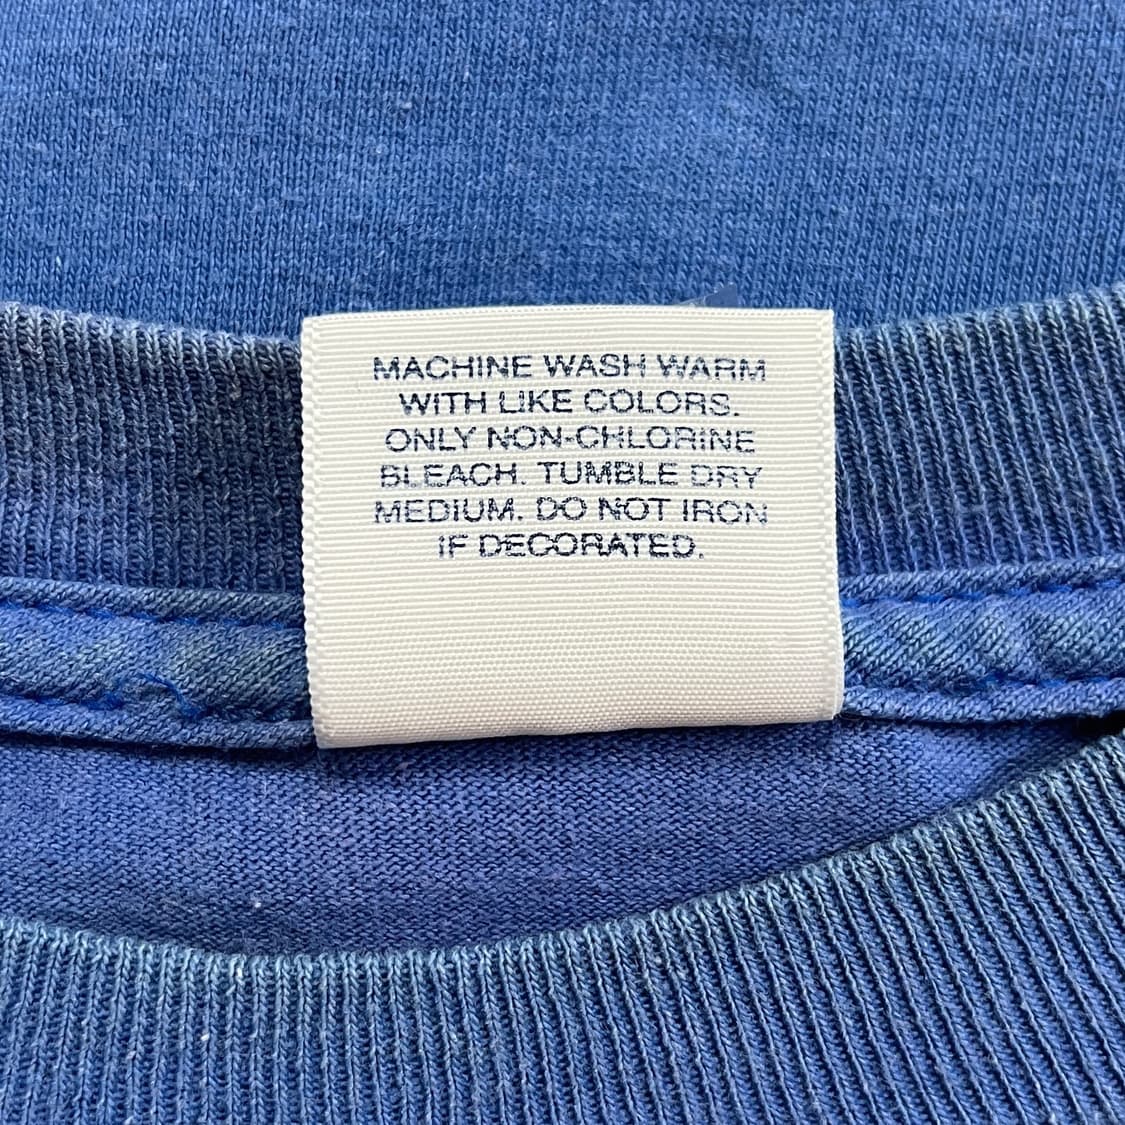 MACHINE WASH WARM
WITH LIKE COLORS.
ONLY NON-CHLORINE
BLEACH. TUMBLE DRY
MEDIUM. DO NOT IRON
IF DECORATED.